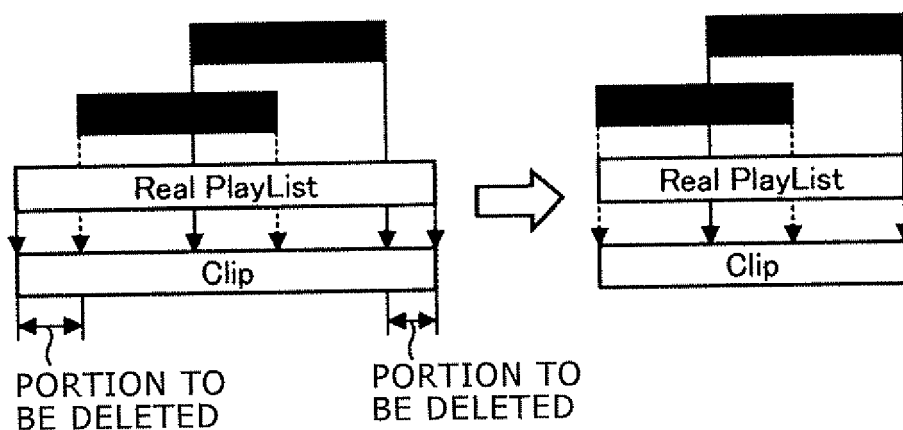 Real PlayList
Real PlayList
Clip
Clip
PORTION TO
BE DELETED
PORTION TO
BE DELETED